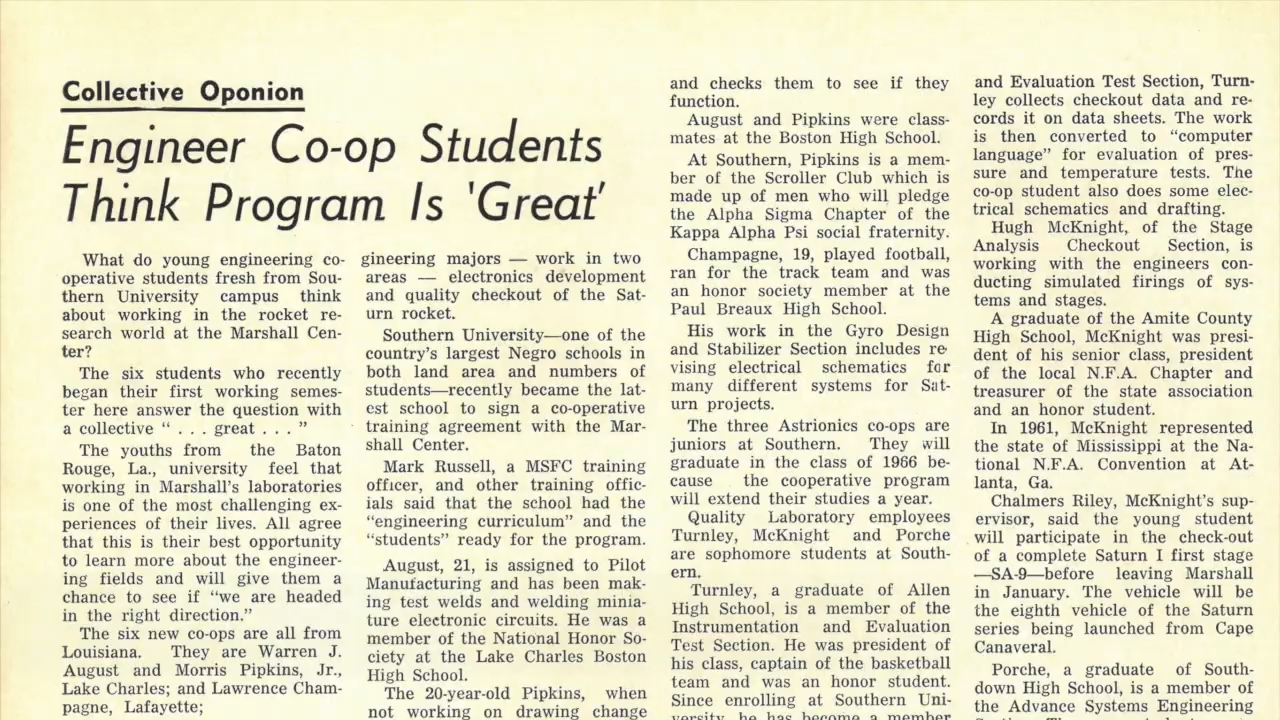 Collective Oponion
Engineer Co-op Students
Think Program Is 'Great'
What do young engineering co-
operative students fresh from Sou-
thern University campus think
about working in the rocket re-
search world at the Marshall Cen-
ter?
The six students who recently
began their first working semes-
ter here answer the question with
a collective “ . . . great . . . ”
The youths from the Baton
Rouge, La., university feel that
working in Marshall's laboratories
is one of the most challenging ex-
periences of their lives. All agree
that this is their best opportunity
to learn more about the engineer-
ing fields and will give them a
chance to see if “we are headed
in the right direction.”
The six new co-ops are all from
Louisiana. They are Warren J.
August and Morris Pipkins, Jr.,
Lake Charles; and Lawrence Cham-
pagne, Lafayette;
gineering majors — work in two
areas — electronics development
and quality checkout of the Sat-
urn rocket.
Southern University—one of the
country's largest Negro schools in
both land area and numbers of
students—recently became the lat-
est school to sign a co-operative
training agreement with the Mar-
shall Center.
Mark Russell, a MSFC training
officer, and other training offic-
ials said that the school had the
“engineering curriculum” and the
“students” ready for the program.
August, 21, is assigned to Pilot
Manufacturing and has been mak-
ing test welds and welding minia-
ture electronic circuits. He was a
member of the National Honor So-
ciety at the Lake Charles Boston
High School.
The 20-year-old Pipkins, when
not working on drawing change
and checks them to see if they
function.
August and Pipkins were class-
mates at the Boston High School.
At Southern, Pipkins is a mem-
ber of the Scroller Club which is
made up of men who will pledge
the Alpha Sigma Chapter of the
Kappa Alpha Psi social fraternity.
Champagne, 19, played football,
ran for the track team and was
an honor society member at the
Paul Breaux High School.
His work in the Gyro Design
and Stabilizer Section includes re-
vising electrical schematics for
many different systems for Sat-
urn projects.
The three Astrionics co-ops are
juniors at Southern. They will
graduate in the class of 1966 be-
cause the cooperative program
will extend their studies a year.
Quality Laboratory employees
Turnley, McKnight and Porche
are sophomore students at South-
ern.
Turnley, a graduate of Allen
High School, is a member of the
Instrumentation and Evaluation
Test Section. He was president of
his class, captain of the basketball
team and was an honor student.
Since enrolling at Southern Uni-
versity, he has become a member
and Evaluation Test Section, Turn-
ley collects checkout data and re-
cords it on data sheets. The work
is then converted to “computer
language” for evaluation of pres-
sure and temperature tests. The
co-op student also does some elec-
trical schematics and drafting.
Hugh McKnight, of the Stage
Analysis Checkout Section, is
working with the engineers con-
ducting simulated firings of sys-
tems and stages.
A graduate of the Amite County
High School, McKnight was presi-
dent of his senior class, president
of the local N.F.A. Chapter and
treasurer of the state association
and an honor student.
In 1961, McKnight represented
the state of Mississippi at the Na-
tional N.F.A. Convention at At-
lanta, Ga.
Chalmers Riley, McKnight's sup-
ervisor, said the young student
will participate in the check-out
of a complete Saturn I first stage
—SA-9—before leaving Marshall
in January. The vehicle will be
the eighth vehicle of the Saturn
series being launched from Cape
Canaveral.
Porche, a graduate of South-
down High School, is a member of
the Advance Systems Engineering